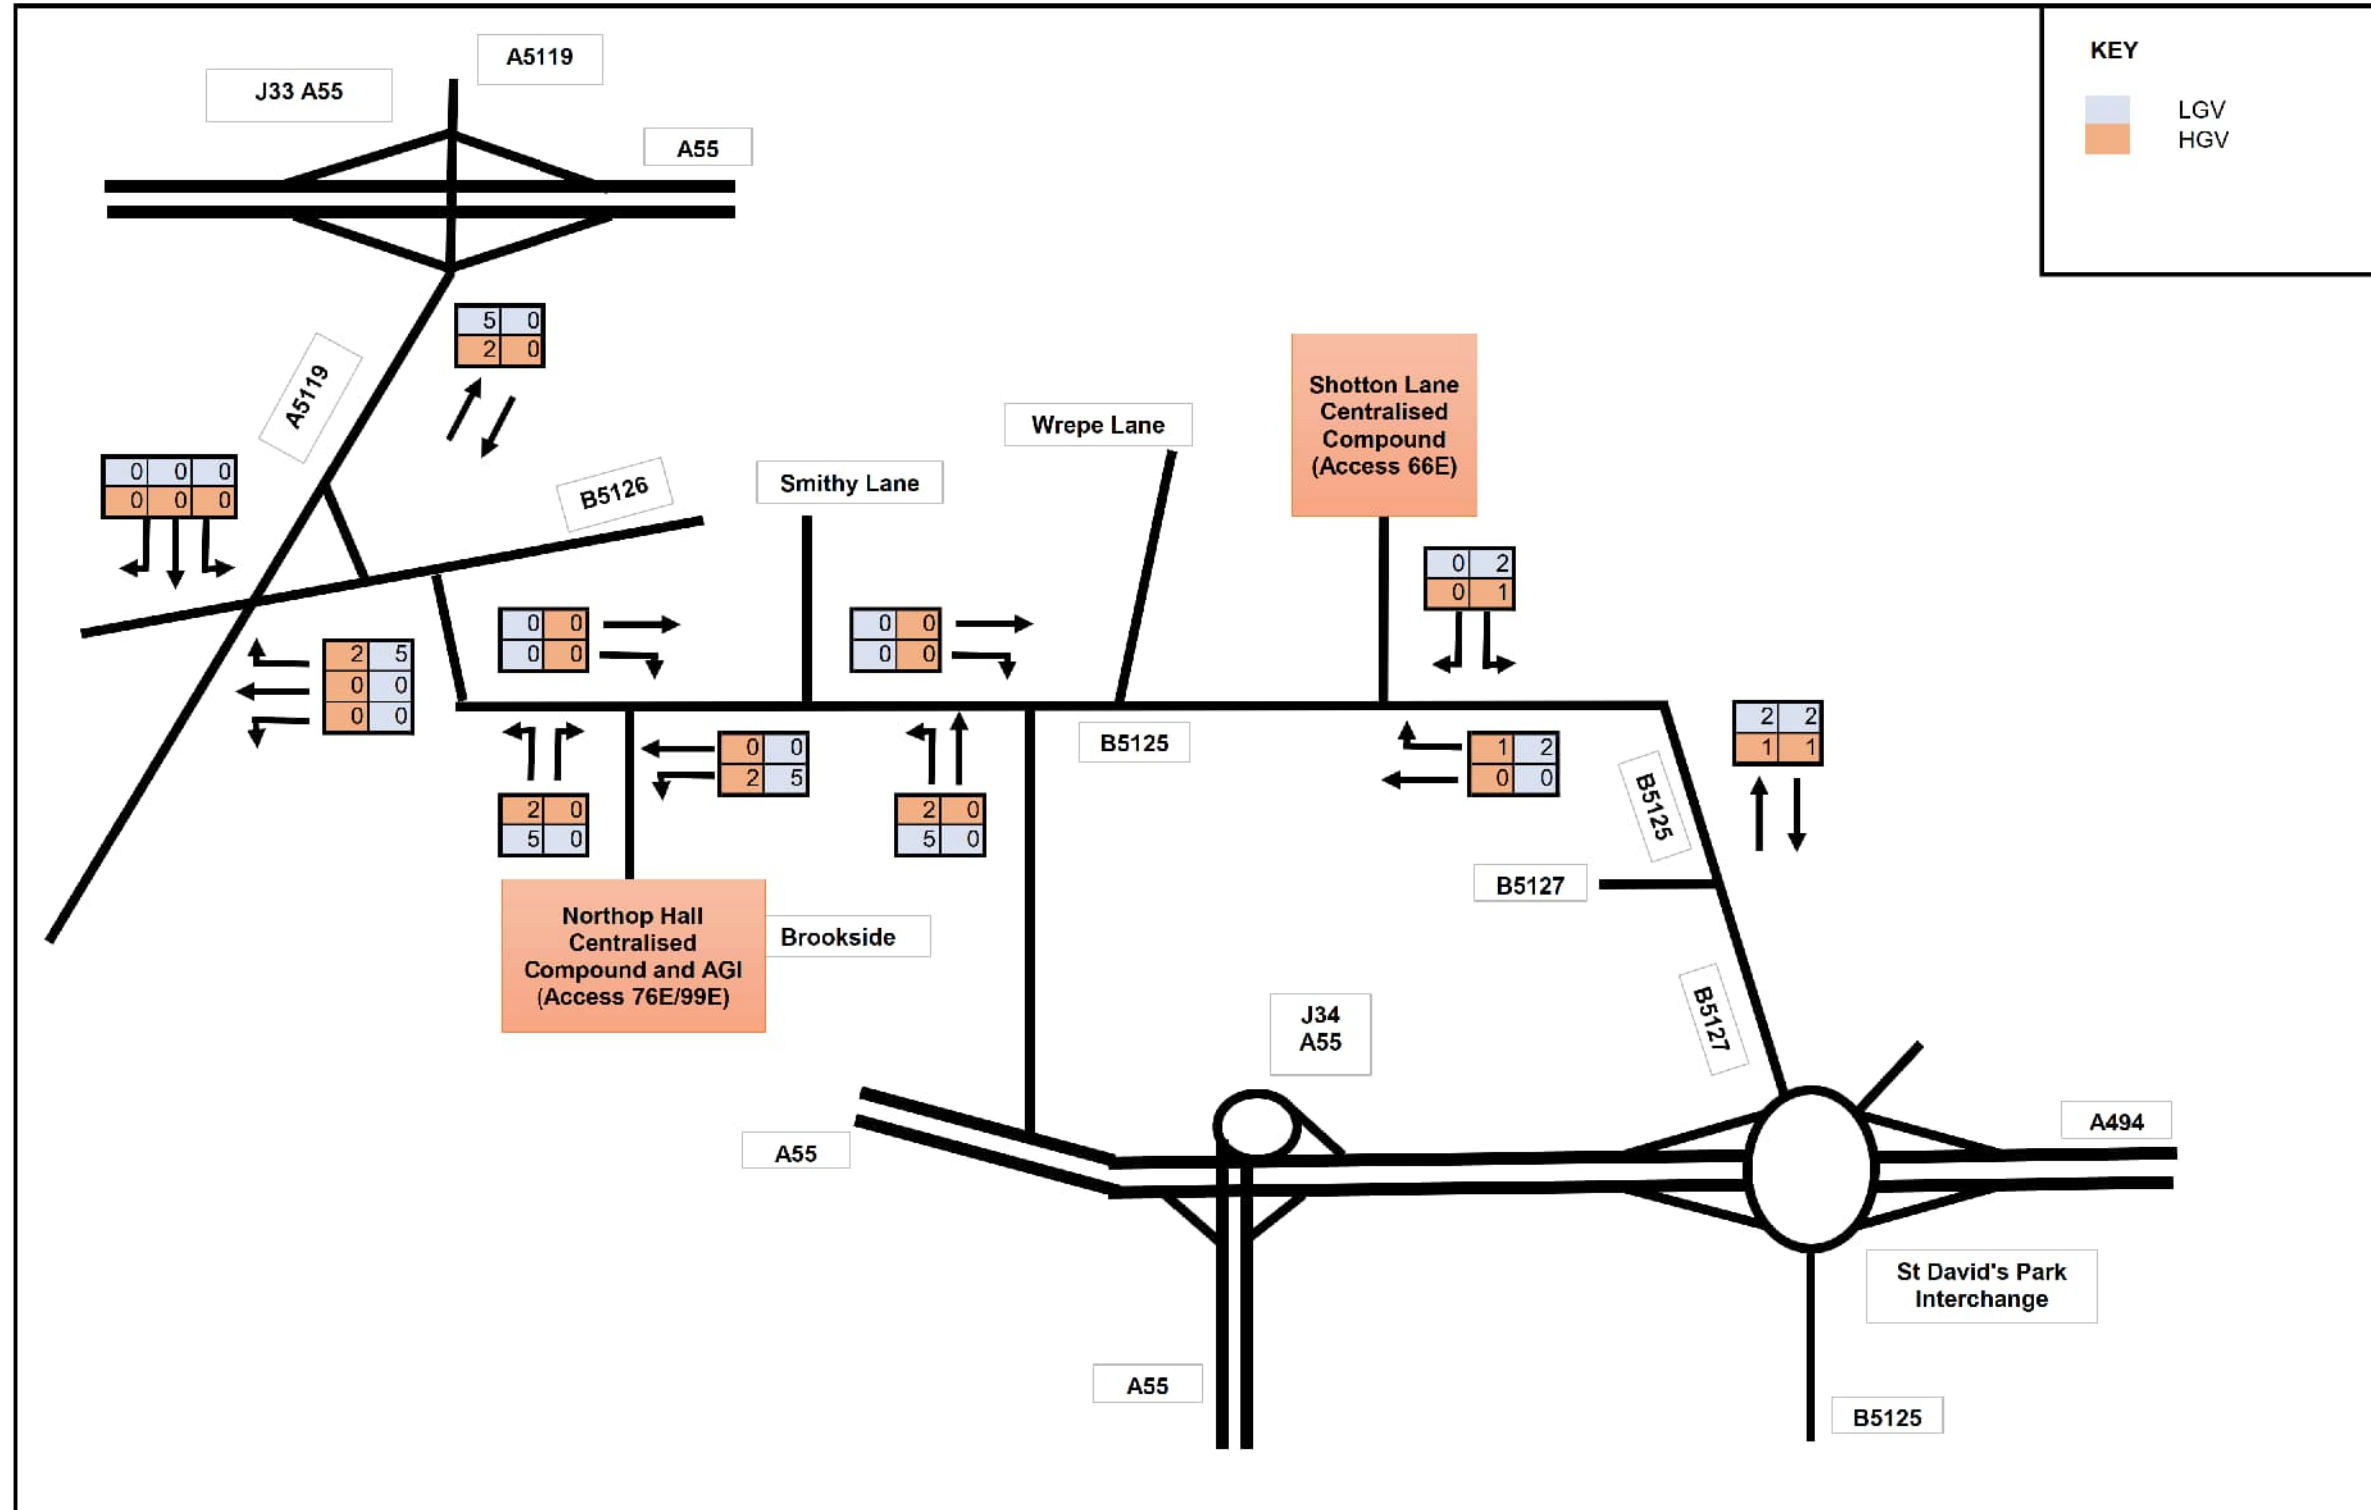 A5119
J33 A55
A55
KEY
LGV
HGV
5 0
2 0
A5119
Shotton Lane
Centralised
Compound
(Access 66E)
Wrepe Lane
0 0 0
0 0 0
B5126
Smithy Lane
0 2
0 1
0 0
0 0
0 0
0 0
2 5
0 0
0 0
2 2
1 1
B5125
0 0
2 5
1 2
0 0
B5125
2 0
5 0
2 0
5 0
B5127
Northop Hall
Centralised
Compound and AGI
(Access 76E/99E)
Brookside
J34
A55
B5127
A494
A55
St David's Park
Interchange
A55
B5125